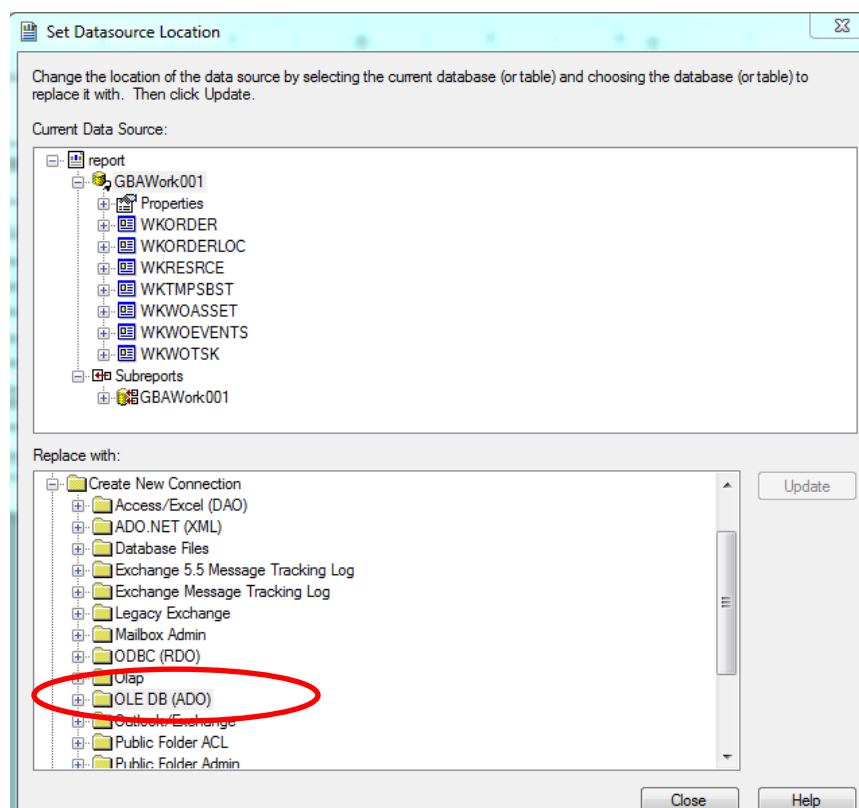 Set Datasource Location
Change the location of the data source by selecting the current database (or table) and choosing the database (or table) to
replace it with. Then click Update.
Current Data Source:
report
GBAWork001
Properties
WKORDER
WKORDERLOC
WKRESRCE
WKTMPSBST
WKWOASSET
WKWOEVENTS
WKWOTSK
Subreports
GBAWork001
Replace with:
Create New Connection
Update
Access/Excel (DAO)
ADO.NET (XML)
Database Files
Exchange 5.5 Message Tracking Log
Exchange Message Tracking Log
Legacy Exchange
Mailbox Admin
ODBC (RDO)
Olap
OLE DB (ADO)
Outlook/Exchange
Public Folder ACL
Public Folder Admin
Close Help